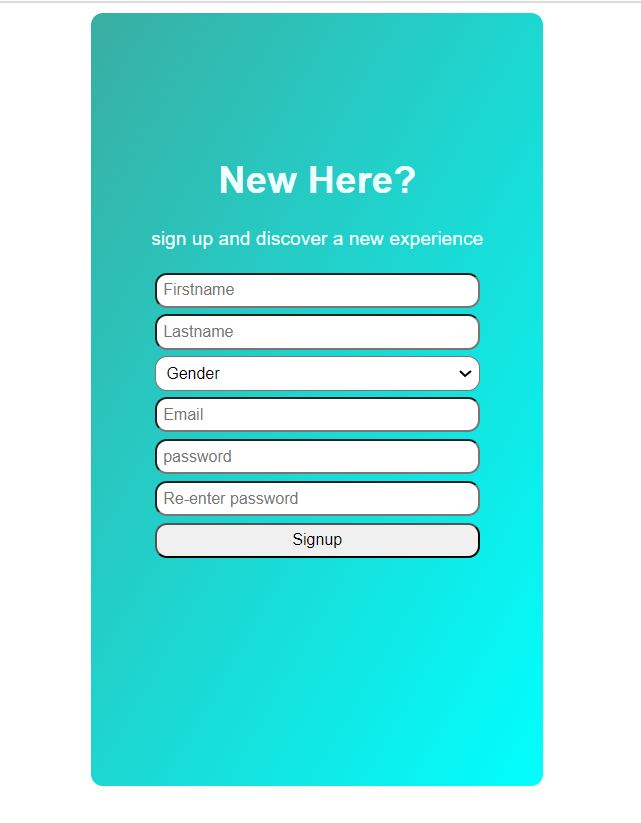 New Here?
sign up and discover a new experience
Firstname
Lastname
Gender
Email
password
Re-enter password
Signup